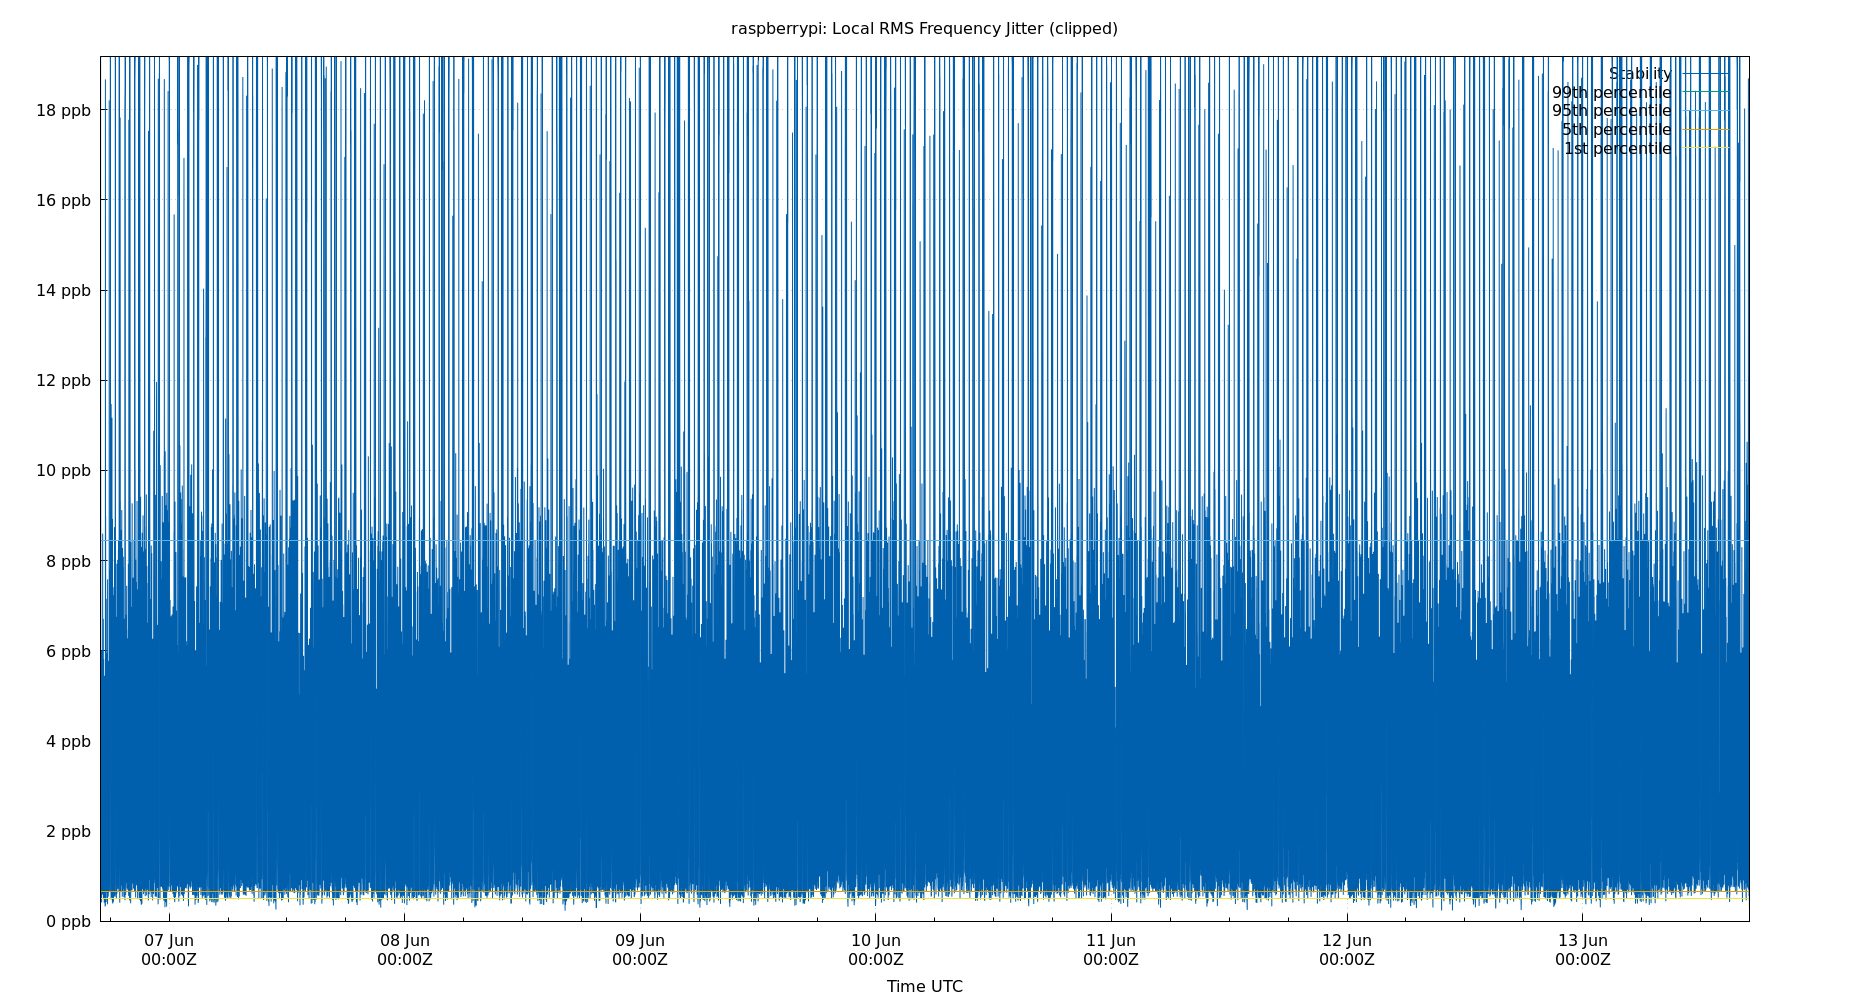 raspberrypi: Local RMS Frequency Jitter (clipped)
Stability
99th percentile
95th percentile
5th percentile
1st percentile
18 ppb
16 ppb
14 ppb
12 ppb
10 ppb
8 ppb
6 ppb
4 ppb
2 ppb
0 ppb
07 Jun 08 Jun 09 Jun 10 Jun 11 Jun 12 Jun 13 Jun
00:00Z 00:00Z 00:00Z 00:00Z 00:00Z 00:00Z 00:00Z
Time UTC